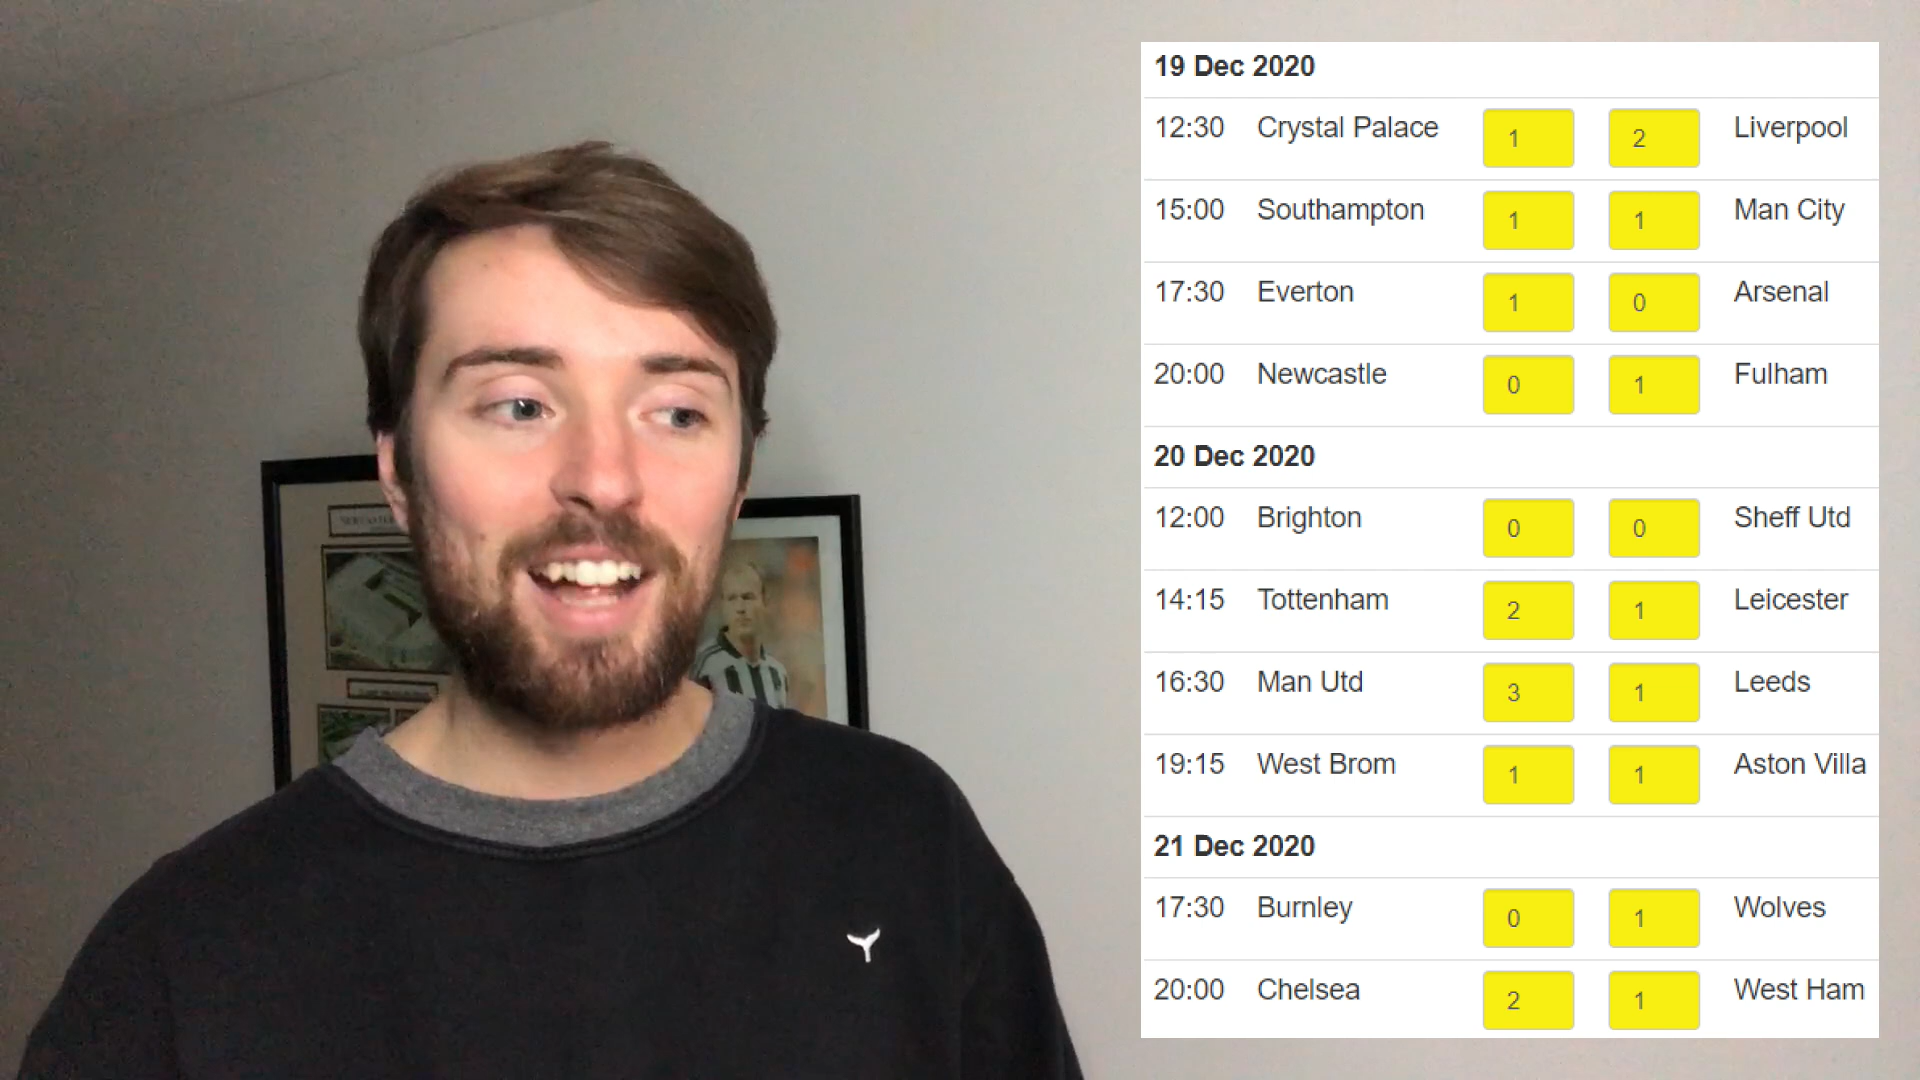 19 Dec 2020
12:30 Crystal Palace 1 2 Liverpool
15:00 Southampton 1 1 Man City
17:30 Everton 1 0 Arsenal
20:00 Newcastle 0 1 Fulham
20 Dec 2020
12:00 Brighton 0 0 Sheff Utd
14:15 Tottenham 2 1 Leicester
16:30 Man Utd 3 1 Leeds
19:15 West Brom 1 1 Aston Villa
21 Dec 2020
17:30 Burnley 0 1 Wolves
20:00 Chelsea 2 1 West Ham